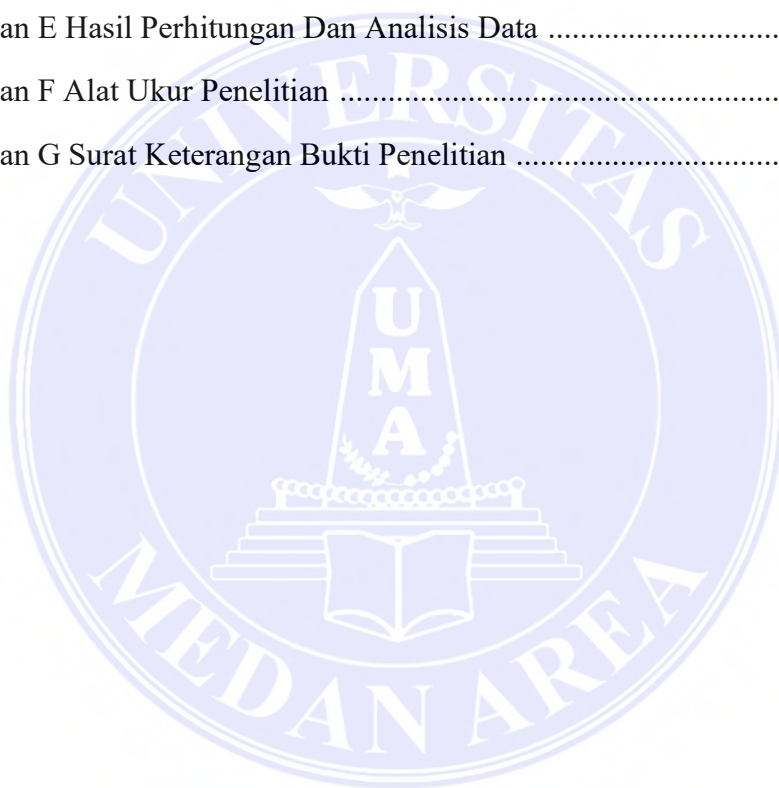 an E Hasil Perhitungan Dan Analisis Data ............................
an F Alat Ukur Penelitian ......................................................
an G Surat Keterangan Bukti Penelitian ................................
UNIVERSITAS
U
M
A
MEDAN AREA